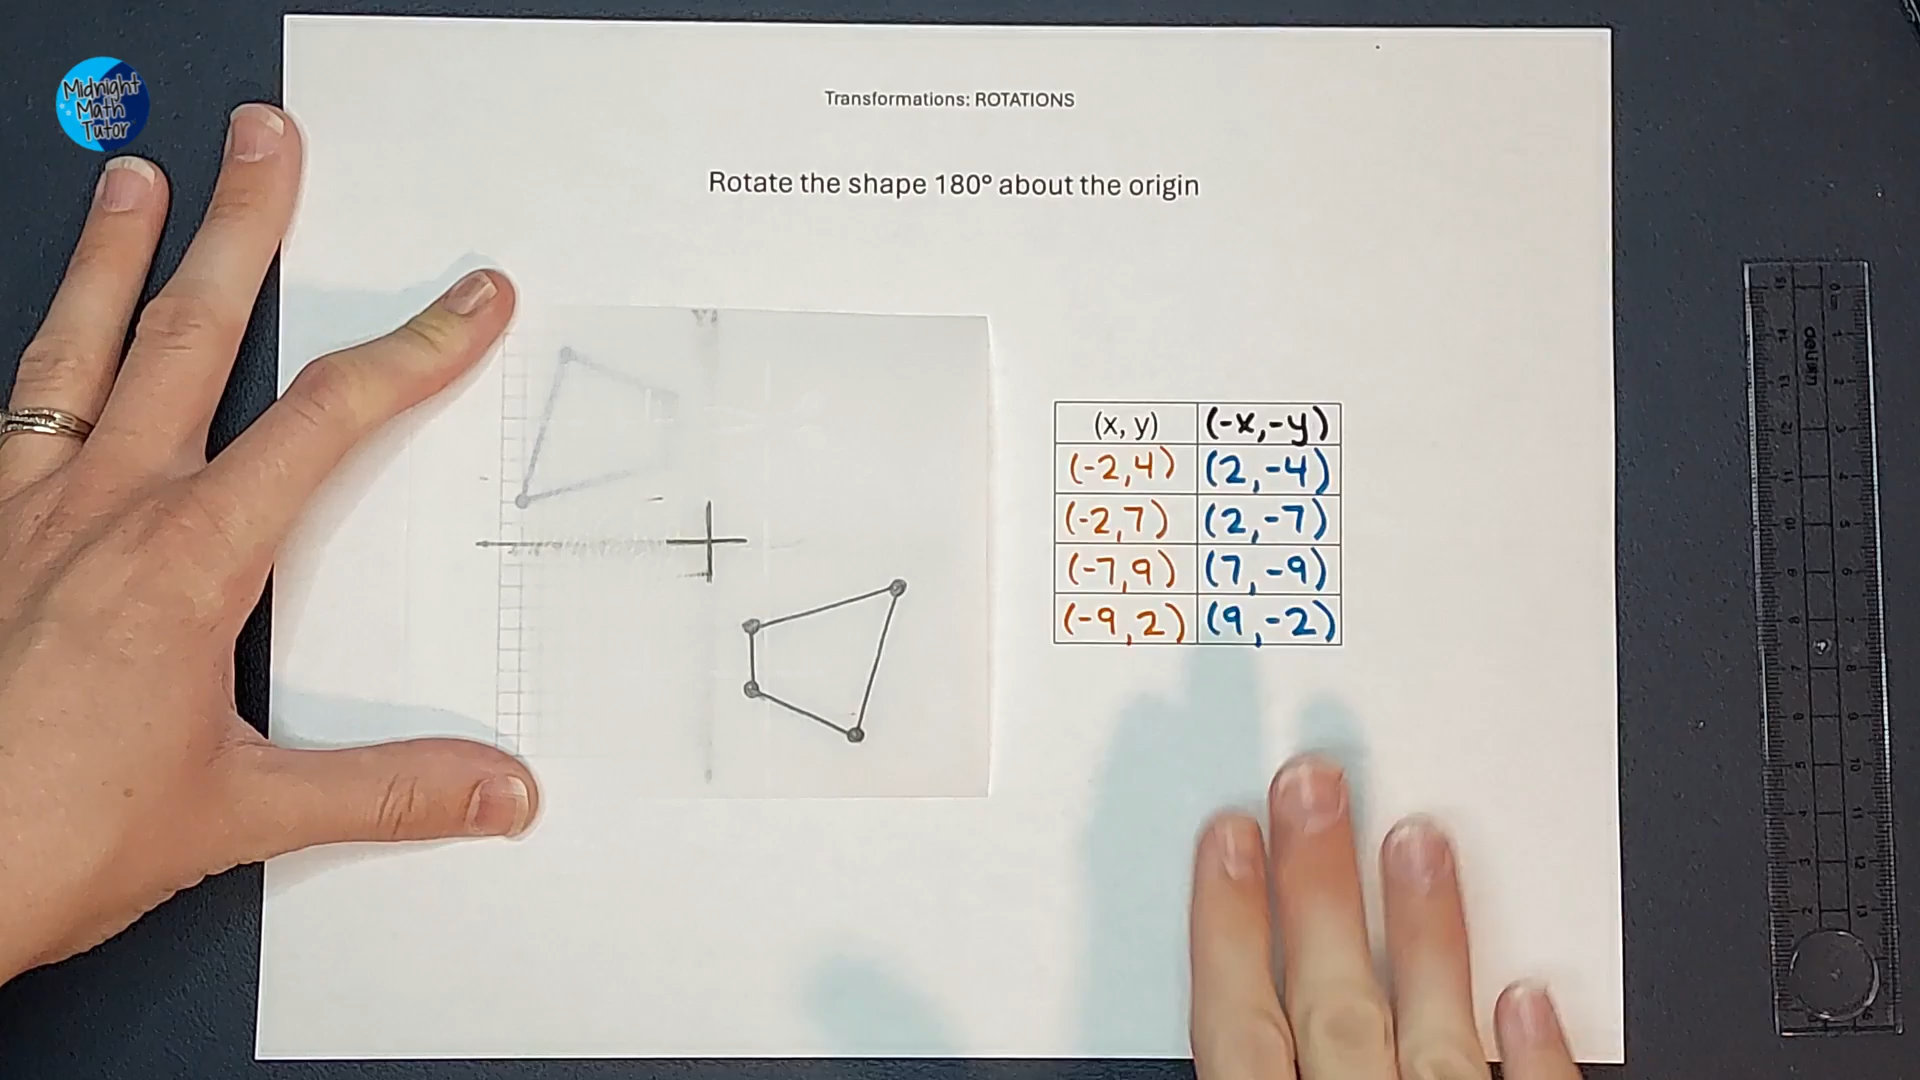 Midnight
Math
Tutor
Transformations: ROTATIONS
Rotate the shape 180° about the origin
y
(x, y) (-x,-y)
(-2,4) (2,-4)
(-2,7) (2,-7)
(-7,9) (7,-9)
(-9,2) (9,-2)